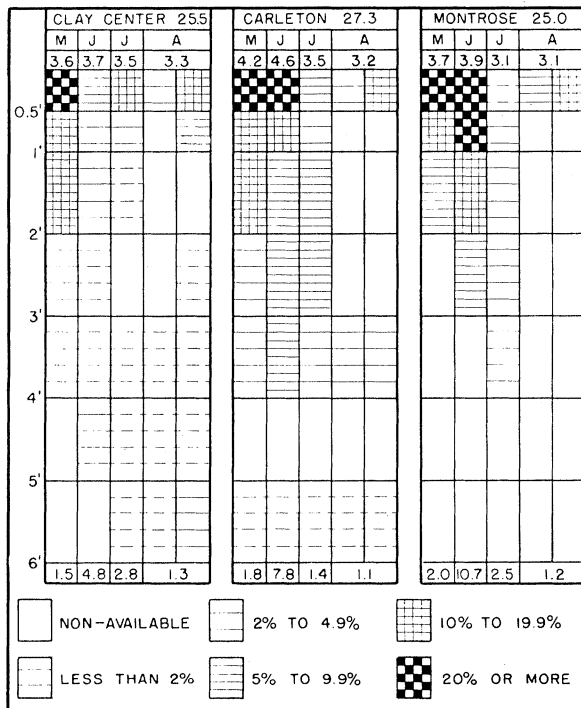 CLAY CENTER 25.5 CARLETON 27.3 MONTROSE 25.0
M J J A M J J A M J J A
3.6 3.7 3.5 3.3 4.2 4.6 3.5 3.2 3.7 3.9 3.1 3.1
0.5'
1'
2'
3'
4'
5'
6'
1.5 4.8 2.8 1.3 1.8 7.8 1.4 1.1 2.0 10.7 2.5 1.2
NON-AVAILABLE 2% TO 4.9% 10% TO 19.9%
LESS THAN 2% 5% TO 9.9% 20% OR MORE